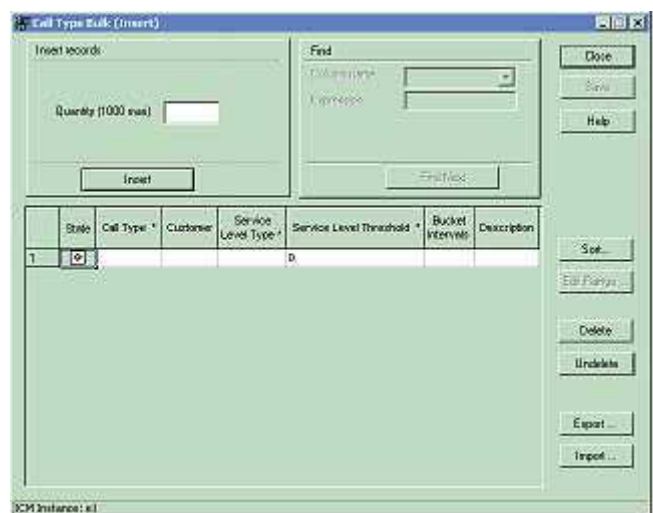 Call Type Bulk (Insert)
Insert records
Find
Close
Save
Column name
Help
Quantity (1000 max)
Insert
Find Next
State Call Type * Customer Service Level Type * Service Level Threshold * Bucket Intervals Description
1 0
Sort...
Edit Range ...
Delete
Undelete
Export ...
Import ...